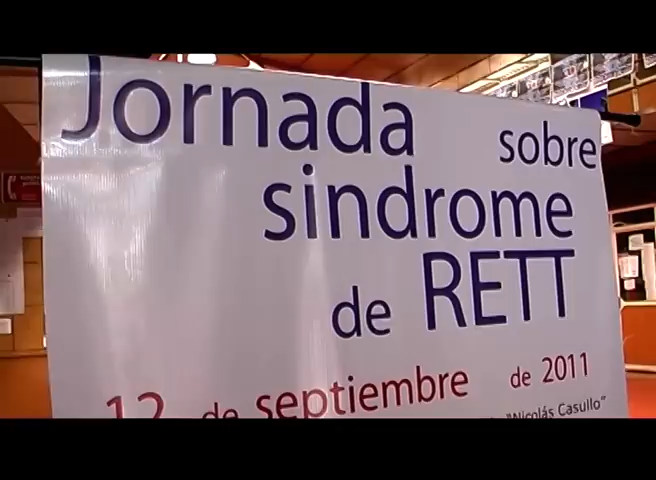 Jornada sobre
sindrome
de RETT
12 de septiembre de 2011
"Nicolás Casullo"